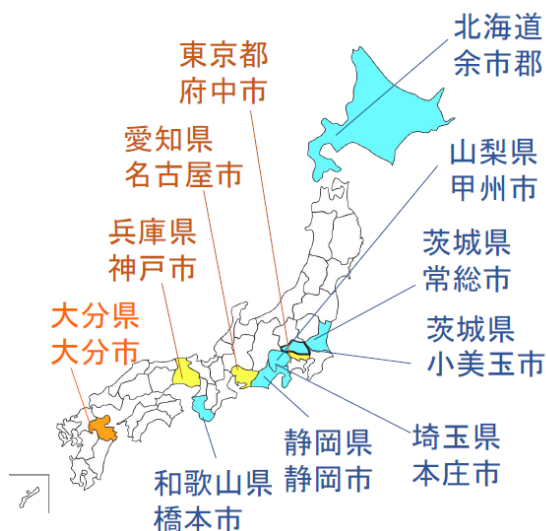 北海道
余市郡
東京都
府中市
愛知県
名古屋市
山梨県
甲州市
兵庫県
神戸市
茨城県
常総市
大分県
大分市
茨城県
小美玉市
静岡県
静岡市
埼玉県
本庄市
和歌山県
橋本市